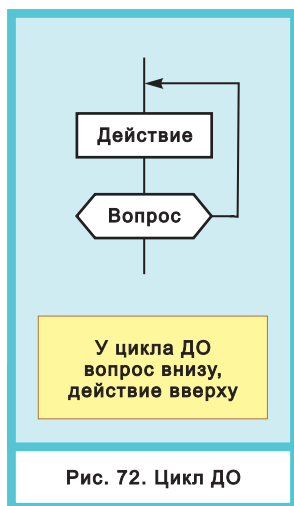 Действие
Вопрос
У цикла ДО
вопрос внизу,
действие вверху
Рис. 72. Цикл ДО